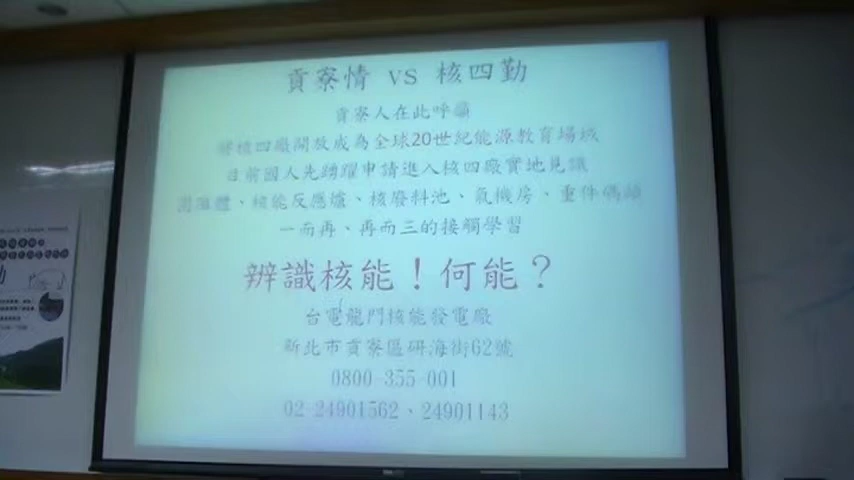 貢寮情 vs 核四勤
貢寮人在此呼籲
將核四廠開放成為全球20世紀能源教育場域
目前國人先踴躍申請進入核四廠實地見識
圍阻體、核能反應爐、核廢料池、氣機房、重件碼頭
一而再、再而三的接觸學習
辨識核能！何能？
台電龍門核能發電廠
新北市貢寮區研海街62號
0800-355-001
02-24901562、24901143